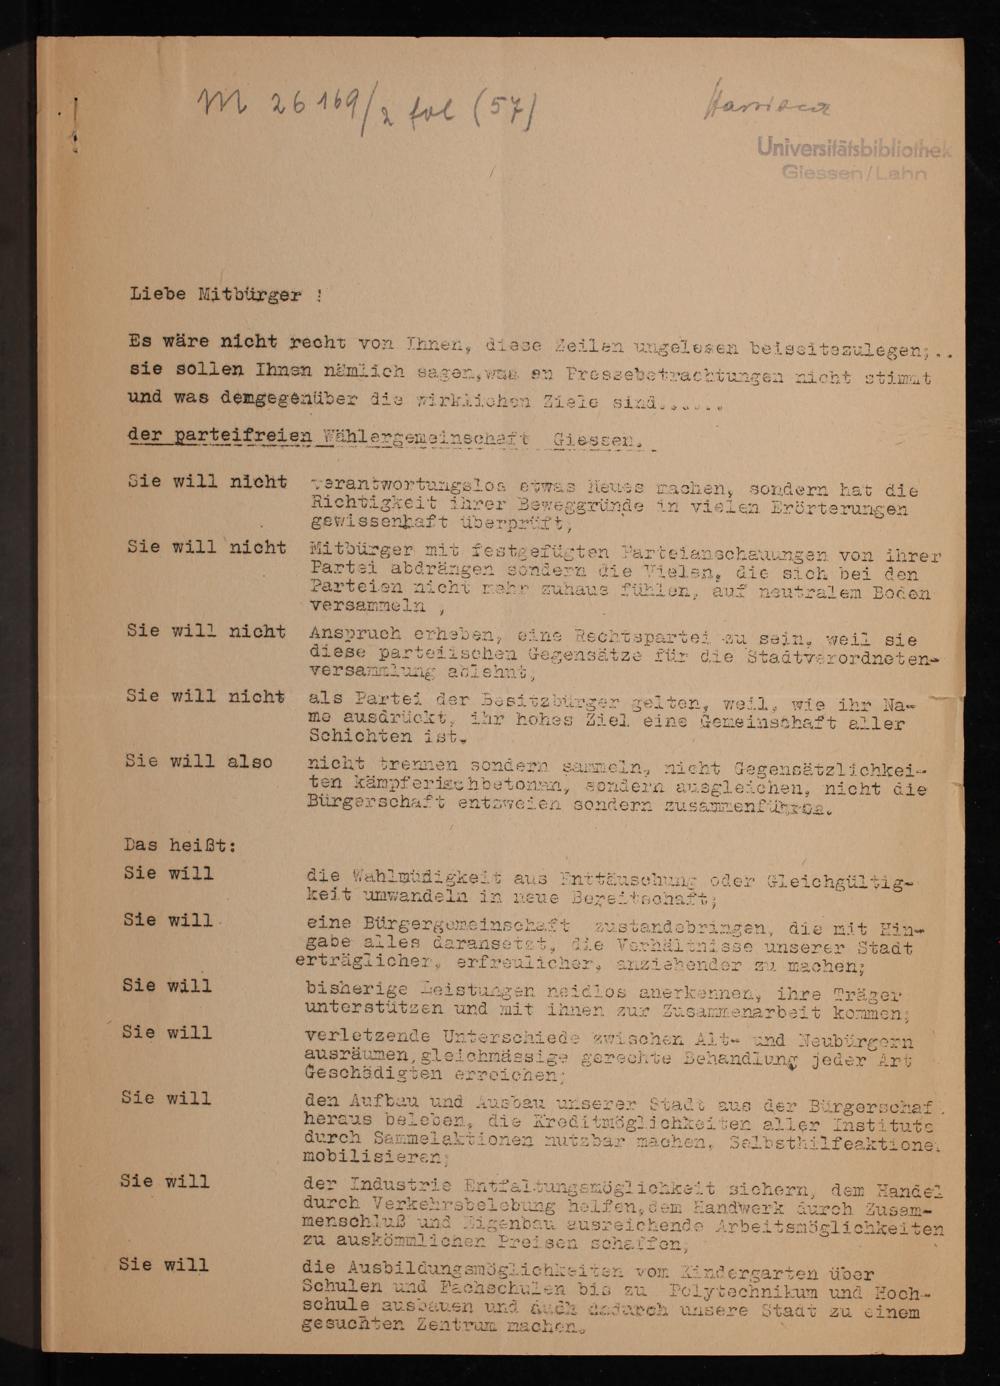 M 26 169/2 fol (57)
Universitätsbibliothek
Giessen/Lahn
Liebe Mitbürger !
Es wäre nicht recht von Ihnen, diese Zeilen ungelesen beiseitezulegen;..
sie sollen Ihnen nämlich sagen,was an Pressebetrachtungen nicht stimmt
und was demgegenüber die wirklichen Ziele sind.......
der parteifreien Wählergemeinschaft Giessen.
Sie will nicht verantwortungslos etwas Neues machen, sondern hat die
Richtigkeit ihrer Beweggründe in vielen Erörterungen
gewissenhaft überprüft;
Sie will nicht Mitbürger mit festgefügten Parteianschauungen von ihrer
Partei abdrängen sondern die Vielen, die sich bei den
Parteien nicht mehr zuhaus fühlen, auf neutralem Boden
versammeln ,
Sie will nicht Anspruch erheben, eine Rechtspartei zu sein, weil sie
diese parteiischen Gegensätze für die Stadtverordneten-
versammlung ablehnt;
Sie will nicht als Partei der Besitzbürger gelten, weil, wie ihr Na-
me ausdrückt, ihr hohes Ziel eine Gemeinschaft aller
Schichten ist.
Sie will also nicht trennen sondern sammeln, nicht Gegensätzlichkei-
ten kämpferischbetonen, sondern ausgleichen, nicht die
Bürgerschaft entzweien sondern zusammenführen.
Das heißt:
Sie will die Wahlmüdigkeit aus Enttäuschung oder Gleichgültig-
keit umwandeln in neue Bereitschaft;
Sie will eine Bürgergemeinschaft zustandebringen, die mit Hin-
gabe alles daransetzt, die Verhältnisse unserer Stadt
erträglicher, erfreulicher, anziehender zu machen;
Sie will bisherige Leistungen neidlos anerkennen, ihre Träger
unterstützen und mit ihnen zur Zusammenarbeit kommen;
Sie will verletzende Unterschiede zwischen Alt- und Neubürgern
ausräumen,gleichmässige gerechte Behandlung jeder Art
Geschädigten erreichen;
Sie will den Aufbau und Ausbau unserer Stadt aus der Bürgerschaf
heraus beleben, die Kreditmöglichkeiten aller Institute
durch Sammelaktionen nutzbar machen, Selbsthilfeaktione
mobilisieren;
Sie will der Industrie Entfaltungsmöglichkeit sichern, dem Handel
durch Verkehrsbelebung helfen,dem Handwerk durch Zusam-
menschluß und Eigenbau ausreichende Arbeitsmöglichkeiten
zu auskömmlichen Preisen schaffen;
Sie will die Ausbildungsmöglichkeiten vom Kindergarten über
Schulen und Fachschulen bis zu Polytechnikum und Hoch-
schule ausbauen und auch dadurch unsere Stadt zu einem
gesuchten Zentrum machen.